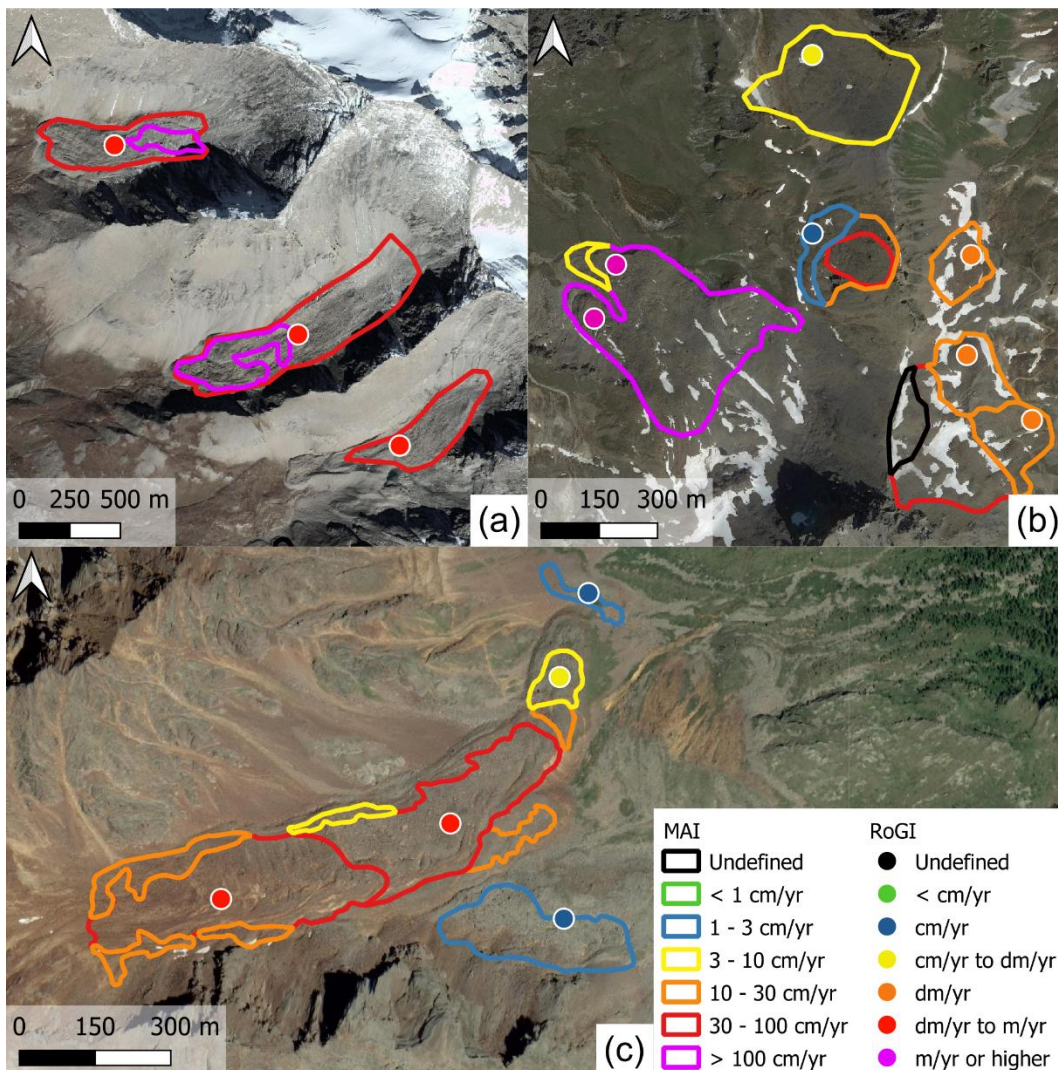 0 250 500 m
(a)
0 150 300 m
(b)
0 150 300 m
(c)
MAI RoGI
Undefined Undefined
< 1 cm/yr < cm/yr
1 - 3 cm/yr cm/yr
3 - 10 cm/yr cm/yr to dm/yr
10 - 30 cm/yr dm/yr
30 - 100 cm/yr dm/yr to m/yr
> 100 cm/yr m/yr or higher